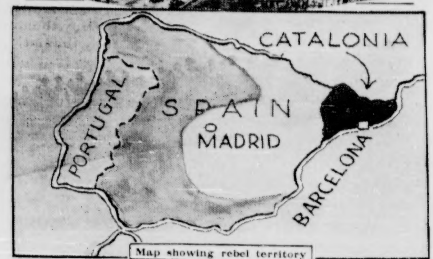 CATALONIA
SPAIN
PORTUGAL
MADRID
BARCELONA
Map showing rebel territory